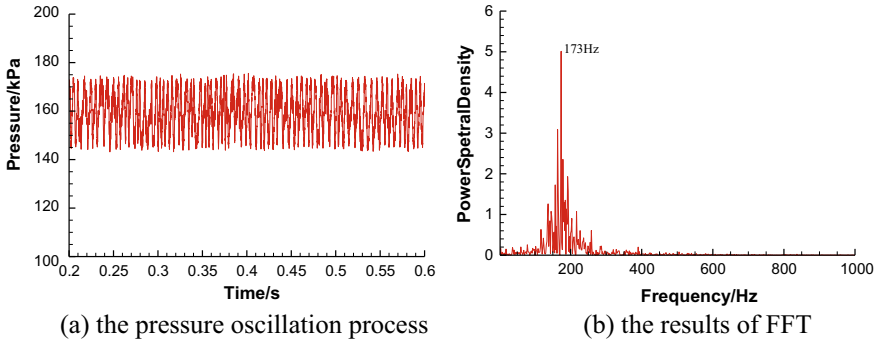 200
180
160
140
120
100
Pressure/kPa
0.2 0.25 0.3 0.35 0.4 0.45 0.5 0.55 0.6
Time/s
(a) the pressure oscillation process
6
5
4
3
2
1
0
PowerSpetralDensity
173Hz
200 400 600 800 1000
Frequency/Hz
(b) the results of FFT